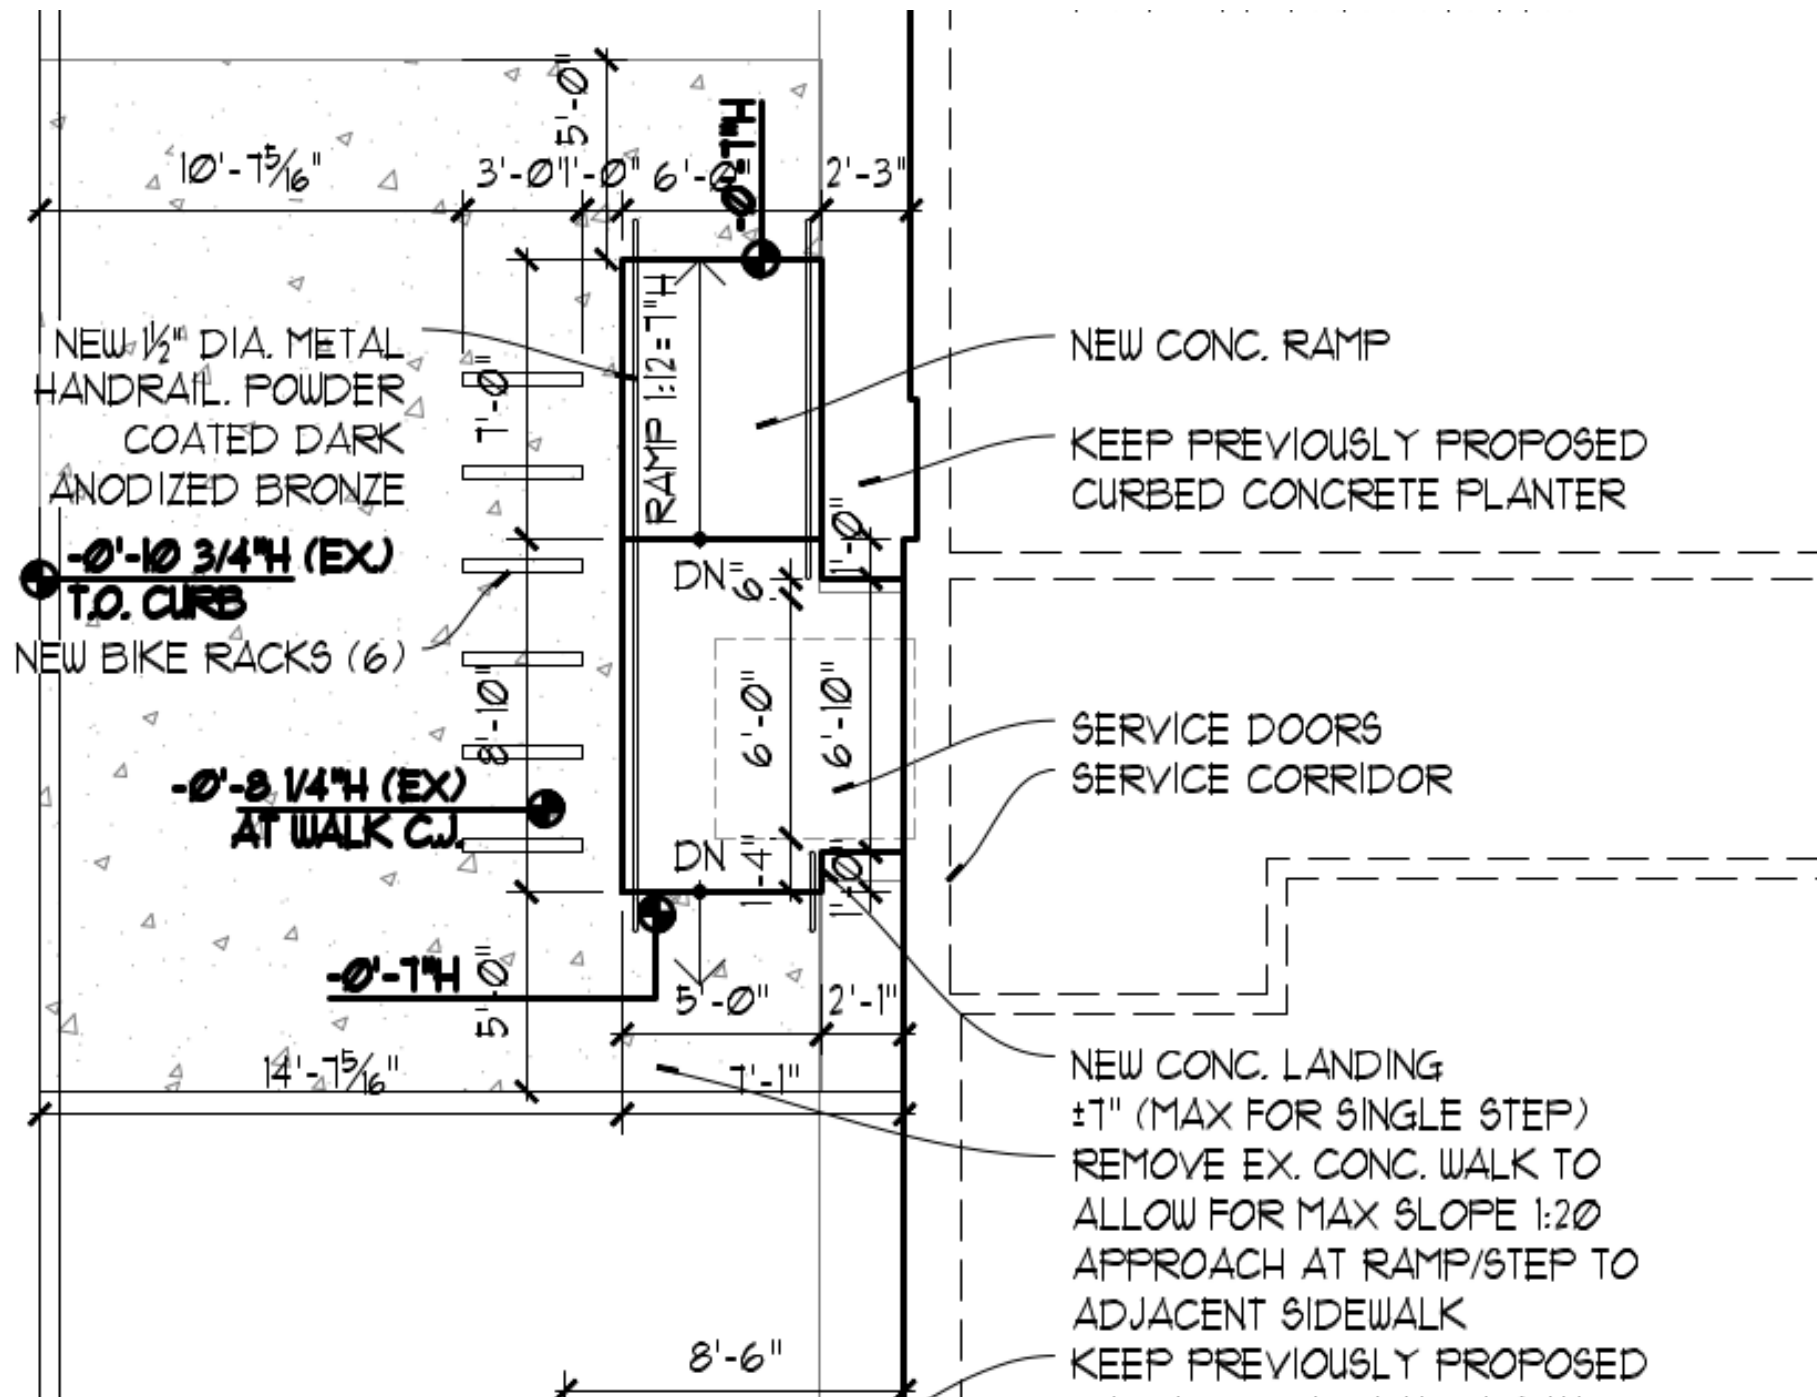 5'-0"
10'-7 5/16"
3'-0"
1'-0"
6'-0"
-0'-7"H
2'-3"
NEW 1½" DIA. METAL
HANDRAIL. POWDER
COATED DARK
ANODIZED BRONZE
7'-0"
RAMP 1:12 = 7"H
NEW CONC. RAMP
KEEP PREVIOUSLY PROPOSED
CURBED CONCRETE PLANTER
-0'-10 3/4"H (EX.)
T.O. CURB
1'-0"
DN
6"
NEW BIKE RACKS (6)
8'-10"
6'-0"
6'-10"
SERVICE DOORS
SERVICE CORRIDOR
-0'-8 1/4"H (EX)
AT WALK C.J.
DN
1'-4"
1'-0"
-0'-7"H
5'-0"
5'-0"
2'-1"
14'-7 5/16"
7'-1"
NEW CONC. LANDING
±7" (MAX FOR SINGLE STEP)
REMOVE EX. CONC. WALK TO
ALLOW FOR MAX SLOPE 1:20
APPROACH AT RAMP/STEP TO
ADJACENT SIDEWALK
8'-6"
KEEP PREVIOUSLY PROPOSED